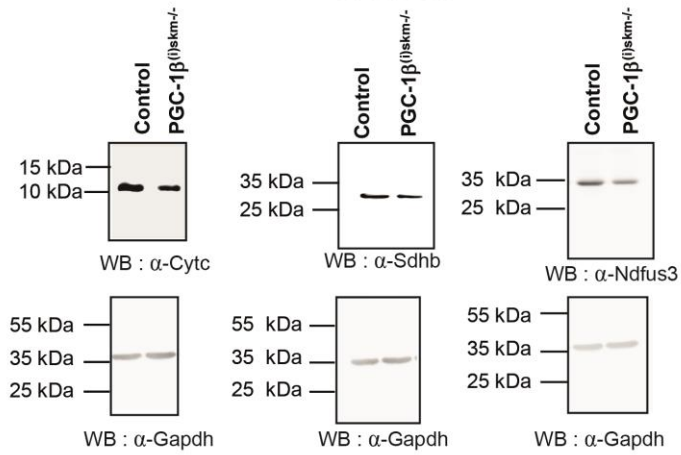 Control
PGC-1β(i)skm-/-
Control
PGC-1β(i)skm-/-
Control
PGC-1β(i)skm-/-
15 kDa
10 kDa
WB : α-Cytc
35 kDa
25 kDa
WB : α-Sdhb
35 kDa
25 kDa
WB : α-Ndfus3
55 kDa
35 kDa
25 kDa
WB : α-Gapdh
55 kDa
35 kDa
25 kDa
WB : α-Gapdh
55 kDa
35 kDa
25 kDa
WB : α-Gapdh